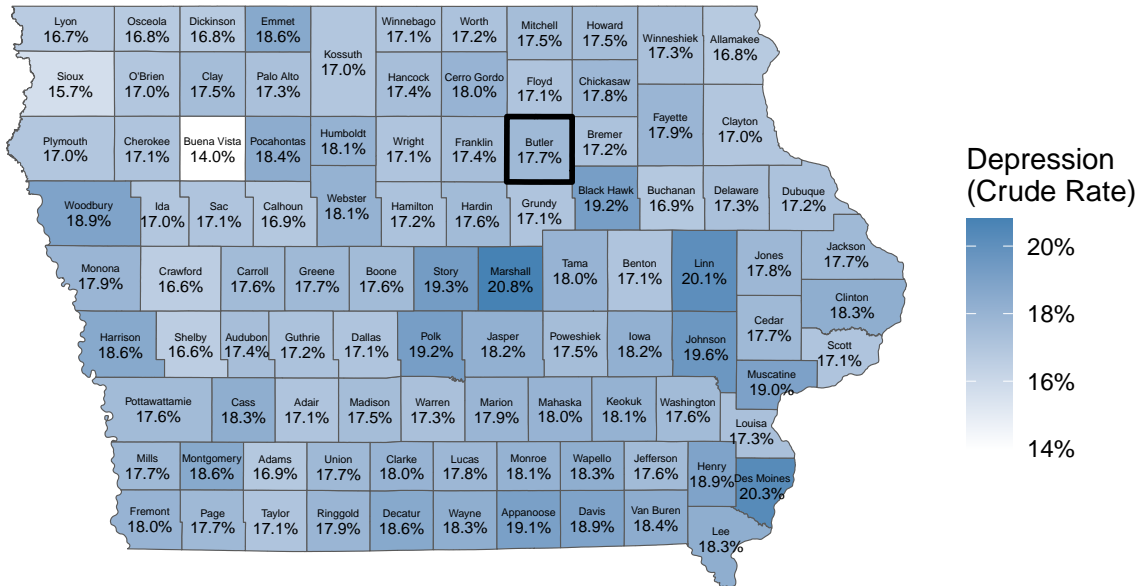 Lyon
16.7%
Osceola
16.8%
Dickinson
16.8%
Emmet
18.6%
Kossuth
17.0%
Winnebago
17.1%
Worth
17.2%
Mitchell
17.5%
Howard
17.5%
Winneshiek
17.3%
Allamakee
16.8%
Sioux
15.7%
O'Brien
17.0%
Clay
17.5%
Palo Alto
17.3%
Hancock
17.4%
Cerro Gordo
18.0%
Floyd
17.1%
Chickasaw
17.8%
Fayette
17.9%
Clayton
17.0%
Plymouth
17.0%
Cherokee
17.1%
Buena Vista
14.0%
Pocahontas
18.4%
Humboldt
18.1%
Wright
17.1%
Franklin
17.4%
Butler
17.7%
Bremer
17.2%
Woodbury
18.9%
Ida
17.0%
Sac
17.1%
Calhoun
16.9%
Webster
18.1%
Hamilton
17.2%
Hardin
17.6%
Grundy
17.1%
Black Hawk
19.2%
Buchanan
16.9%
Delaware
17.3%
Dubuque
17.2%
Monona
17.9%
Crawford
16.6%
Carroll
17.6%
Greene
17.7%
Boone
17.6%
Story
19.3%
Marshall
20.8%
Tama
18.0%
Benton
17.1%
Linn
20.1%
Jones
17.8%
Jackson
17.7%
Clinton
18.3%
Harrison
18.6%
Shelby
16.6%
Audubon
17.4%
Guthrie
17.2%
Dallas
17.1%
Polk
19.2%
Jasper
18.2%
Poweshiek
17.5%
Iowa
18.2%
Johnson
19.6%
Cedar
17.7%
Scott
17.1%
Muscatine
19.0%
Pottawattamie
17.6%
Cass
18.3%
Adair
17.1%
Madison
17.5%
Warren
17.3%
Marion
17.9%
Mahaska
18.0%
Keokuk
18.1%
Washington
17.6%
Louisa
17.3%
Mills
17.7%
Montgomery
18.6%
Adams
16.9%
Union
17.7%
Clarke
18.0%
Lucas
17.8%
Monroe
18.1%
Wapello
18.3%
Jefferson
17.6%
Henry
18.9%
Des Moines
20.3%
Fremont
18.0%
Page
17.7%
Taylor
17.1%
Ringgold
17.9%
Decatur
18.6%
Wayne
18.3%
Appanoose
19.1%
Davis
18.9%
Van Buren
18.4%
Lee
18.3%
Depression
(Crude Rate)
20%
18%
16%
14%